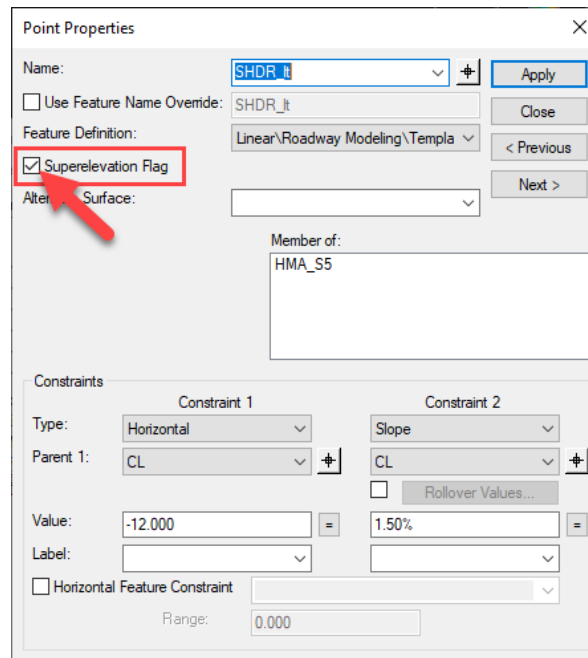 Point Properties
Name:
SHDR_lt
Apply
Use Feature Name Override:
SHDR_lt
Close
Feature Definition:
Linear\Roadway Modeling\Templa
< Previous
Superelevation Flag
Next >
Surface:
Member of:
HMA_S5
Constraints
Constraint 1
Constraint 2
Type:
Horizontal
Slope
Parent 1:
CL
CL
Rollover Values...
Value:
-12.000
=
1.50%
=
Label:
Horizontal Feature Constraint
Range:
0.000